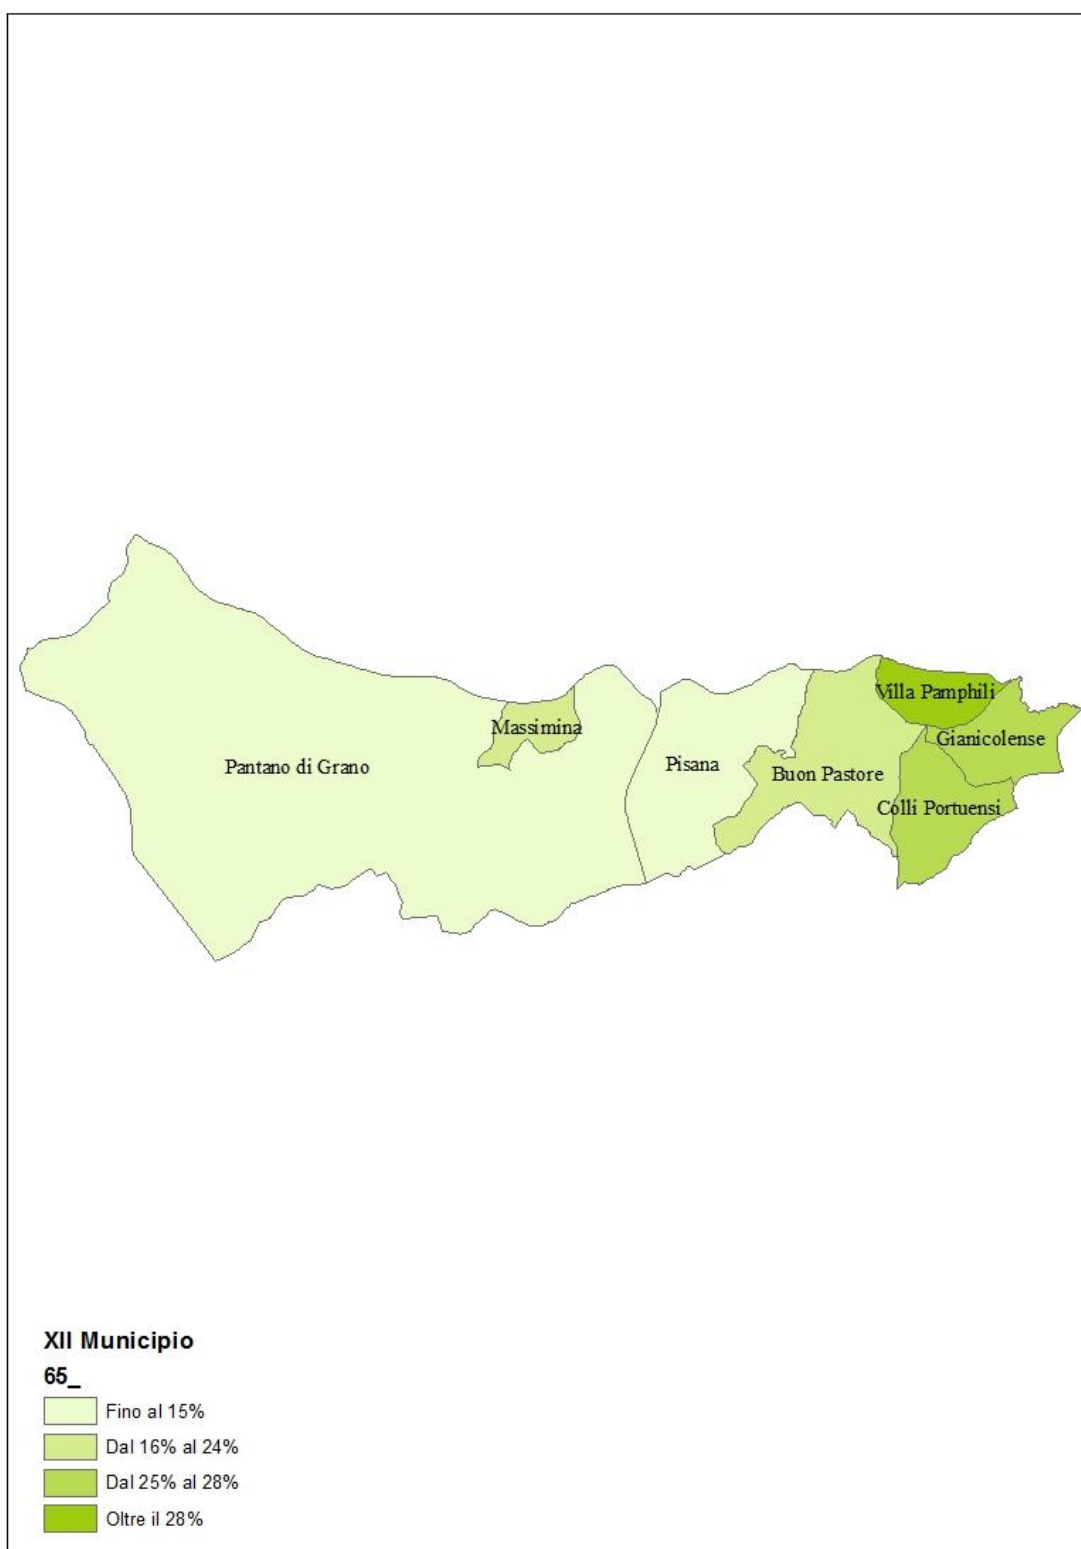 Villa Pamphili
Massimina
Gianicolense
Pantano di Grano
Pisana
Buon Pastore
Colli Portuensi
XII Municipio
65_
Fino al 15%
Dal 16% al 24%
Dal 25% al 28%
Oltre il 28%